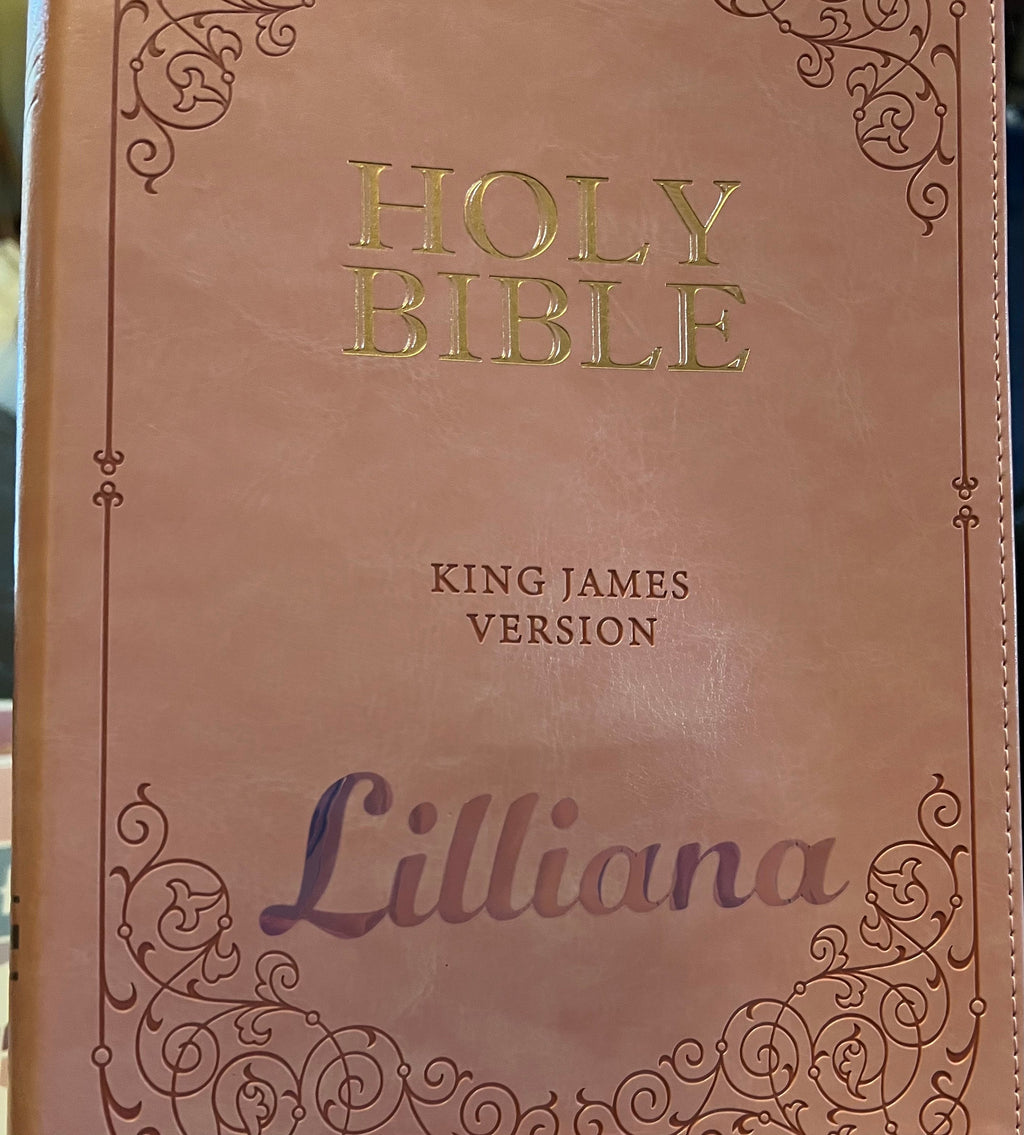 HOLY
BIBLE
KING JAMES
VERSION
Lilliana